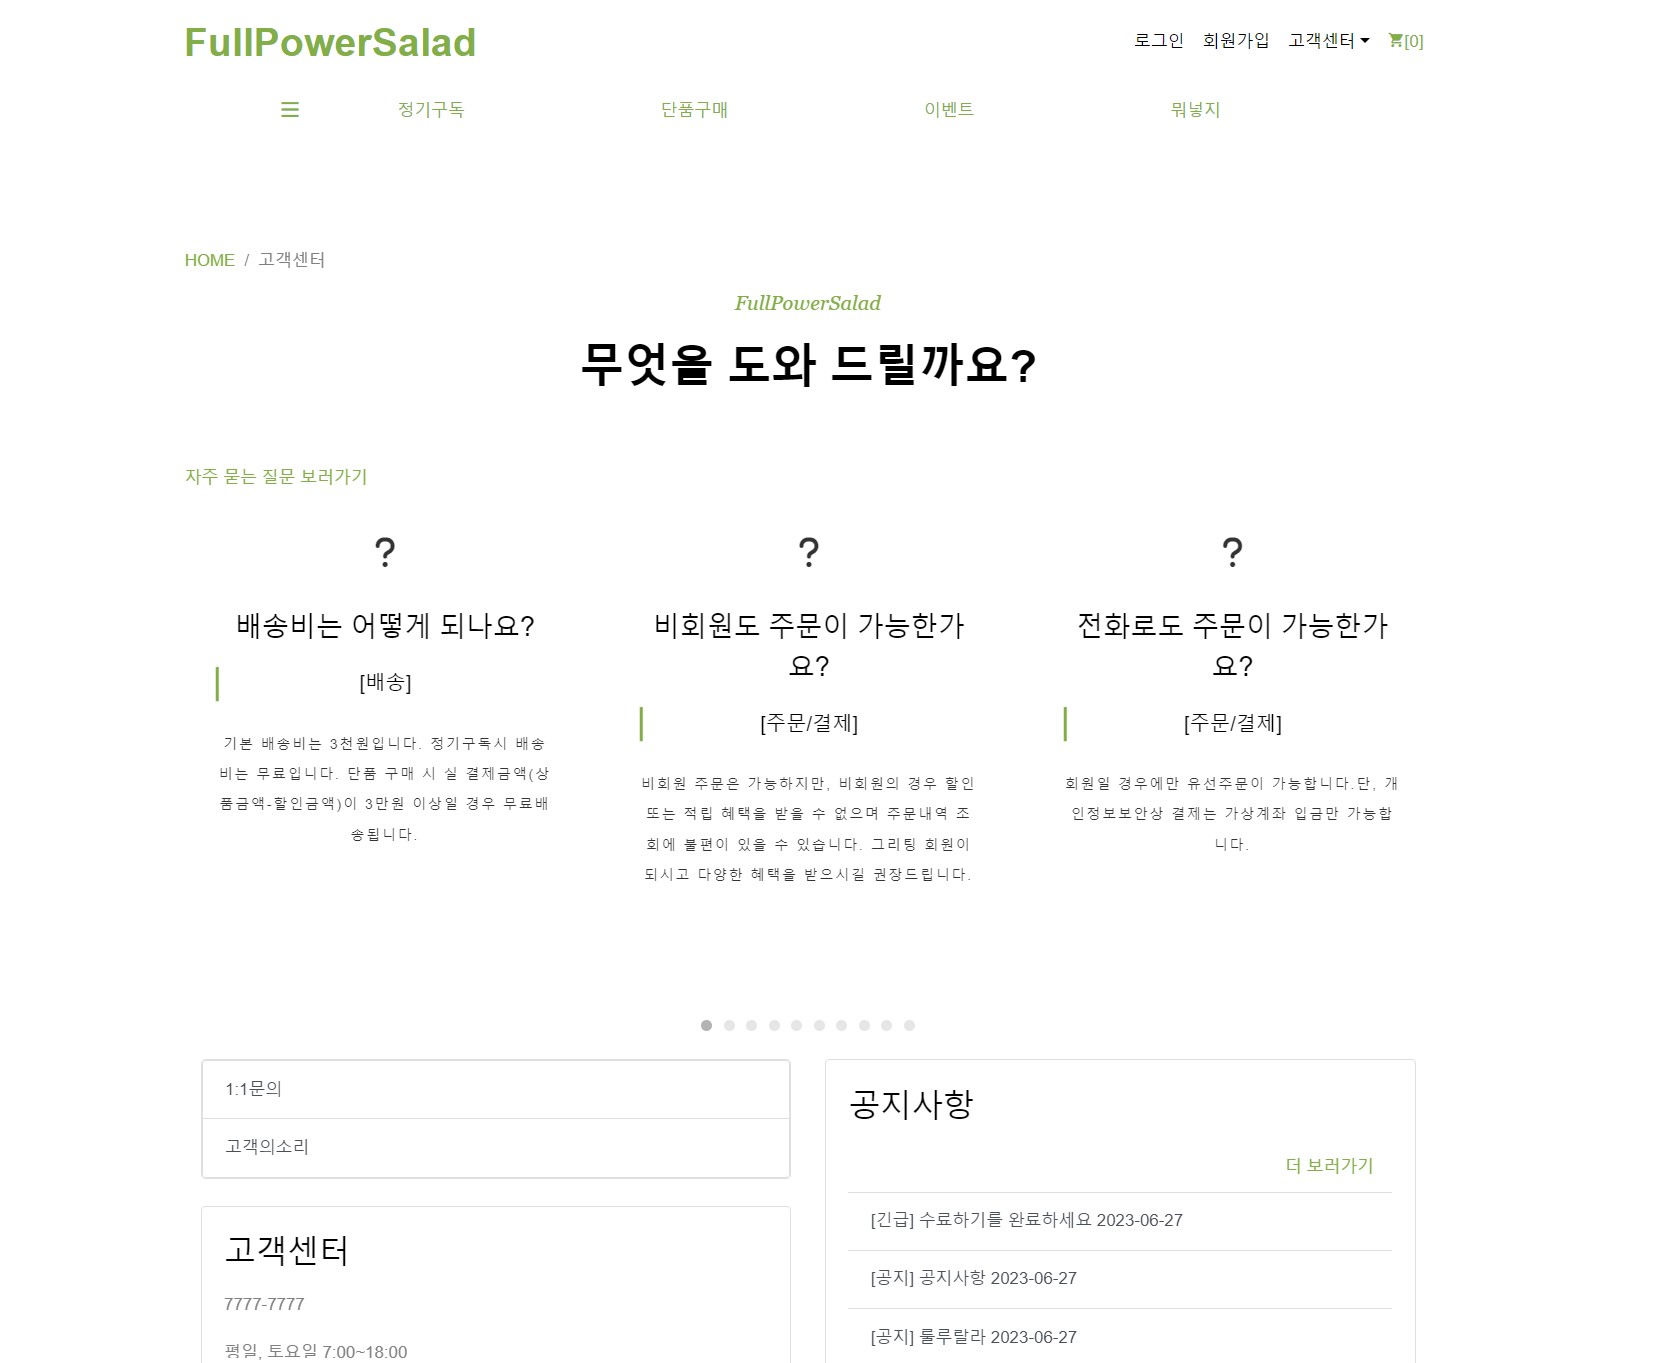 FullPowerSalad
로그인 회원가입 고객센터 [0]
정기구독 단품구매 이벤트 뭐넣지
HOME / 고객센터
FullPowerSalad
무엇을 도와 드릴까요?
자주 묻는 질문 보러가기
?
배송비는 어떻게 되나요?
[배송]
기본 배송비는 3천원입니다. 정기구독시 배송
비는 무료입니다. 단품 구매 시 실 결제금액(상
품금액-할인금액)이 3만원 이상일 경우 무료배
송됩니다.
?
비회원도 주문이 가능한가
요?
[주문/결제]
비회원 주문은 가능하지만, 비회원의 경우 할인
또는 적립 혜택을 받을 수 없으며 주문내역 조
회에 불편이 있을 수 있습니다. 그리팅 회원이
되시고 다양한 혜택을 받으시길 권장드립니다.
?
전화로도 주문이 가능한가
요?
[주문/결제]
회원일 경우에만 유선주문이 가능합니다.단, 개
인정보보안상 결제는 가상계좌 입금만 가능합
니다.
1:1문의
고객의소리
고객센터
7777-7777
평일, 토요일 7:00~18:00
공지사항
더 보러가기
[긴급] 수료하기를 완료하세요 2023-06-27
[공지] 공지사항 2023-06-27
[공지] 룰루랄라 2023-06-27